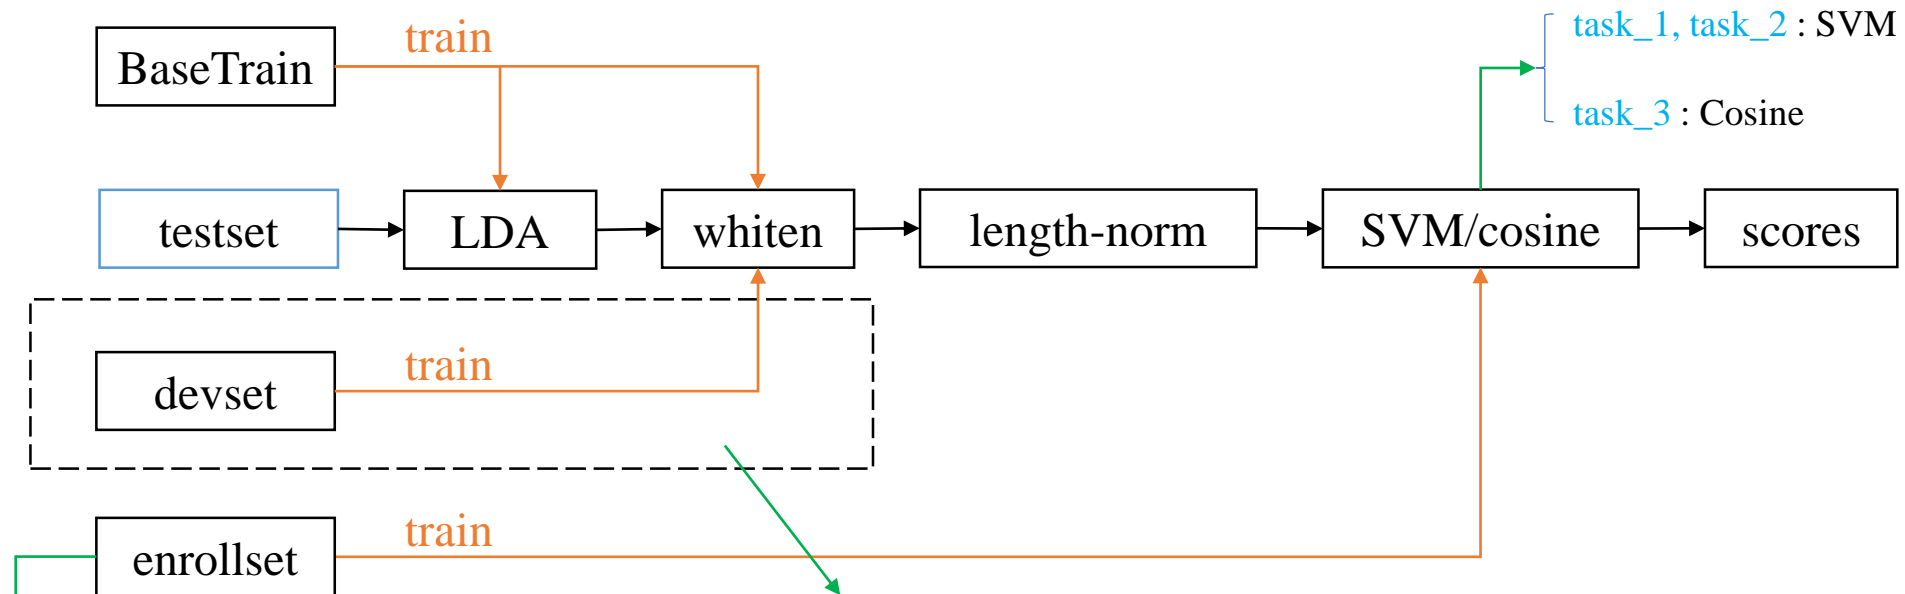 train
task_1, task_2 : SVM
BaseTrain
task_3 : Cosine
testset
LDA
whiten
length-norm
SVM/cosine
scores
train
devset
train
enrollset